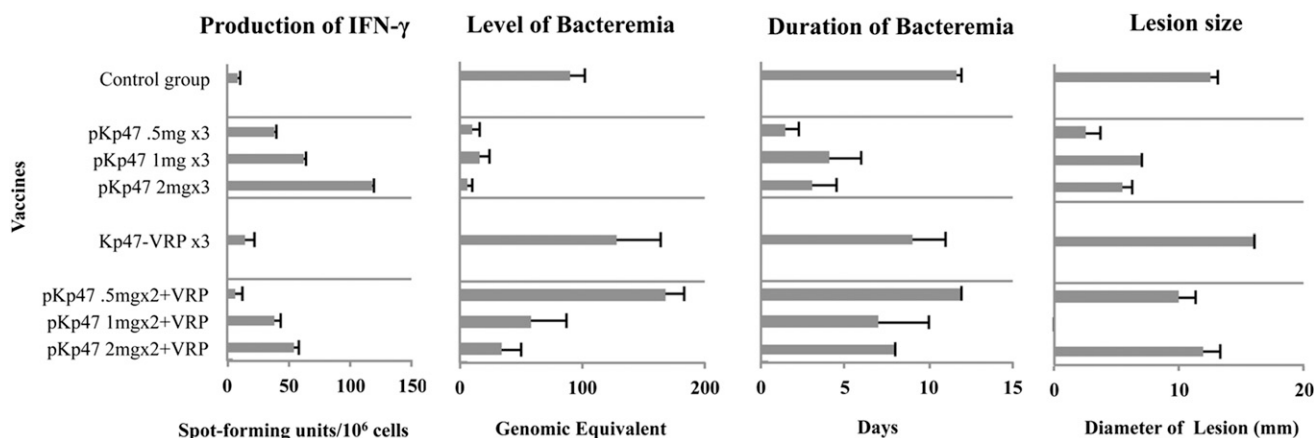 Production of IFN-γ Level of Bacteremia Duration of Bacteremia Lesion size
Vaccines
Control group
pKp47 .5mg x3
pKp47 1mg x3
pKp47 2mgx3
Kp47-VRP x3
pKp47 .5mgx2+VRP
pKp47 1mgx2+VRP
pKp47 2mgx2+VRP
0 50 100 150 0 100 200 0 5 10 15 0 10 20
Spot-forming units/10⁶ cells Genomic Equivalent Days Diameter of Lesion (mm)